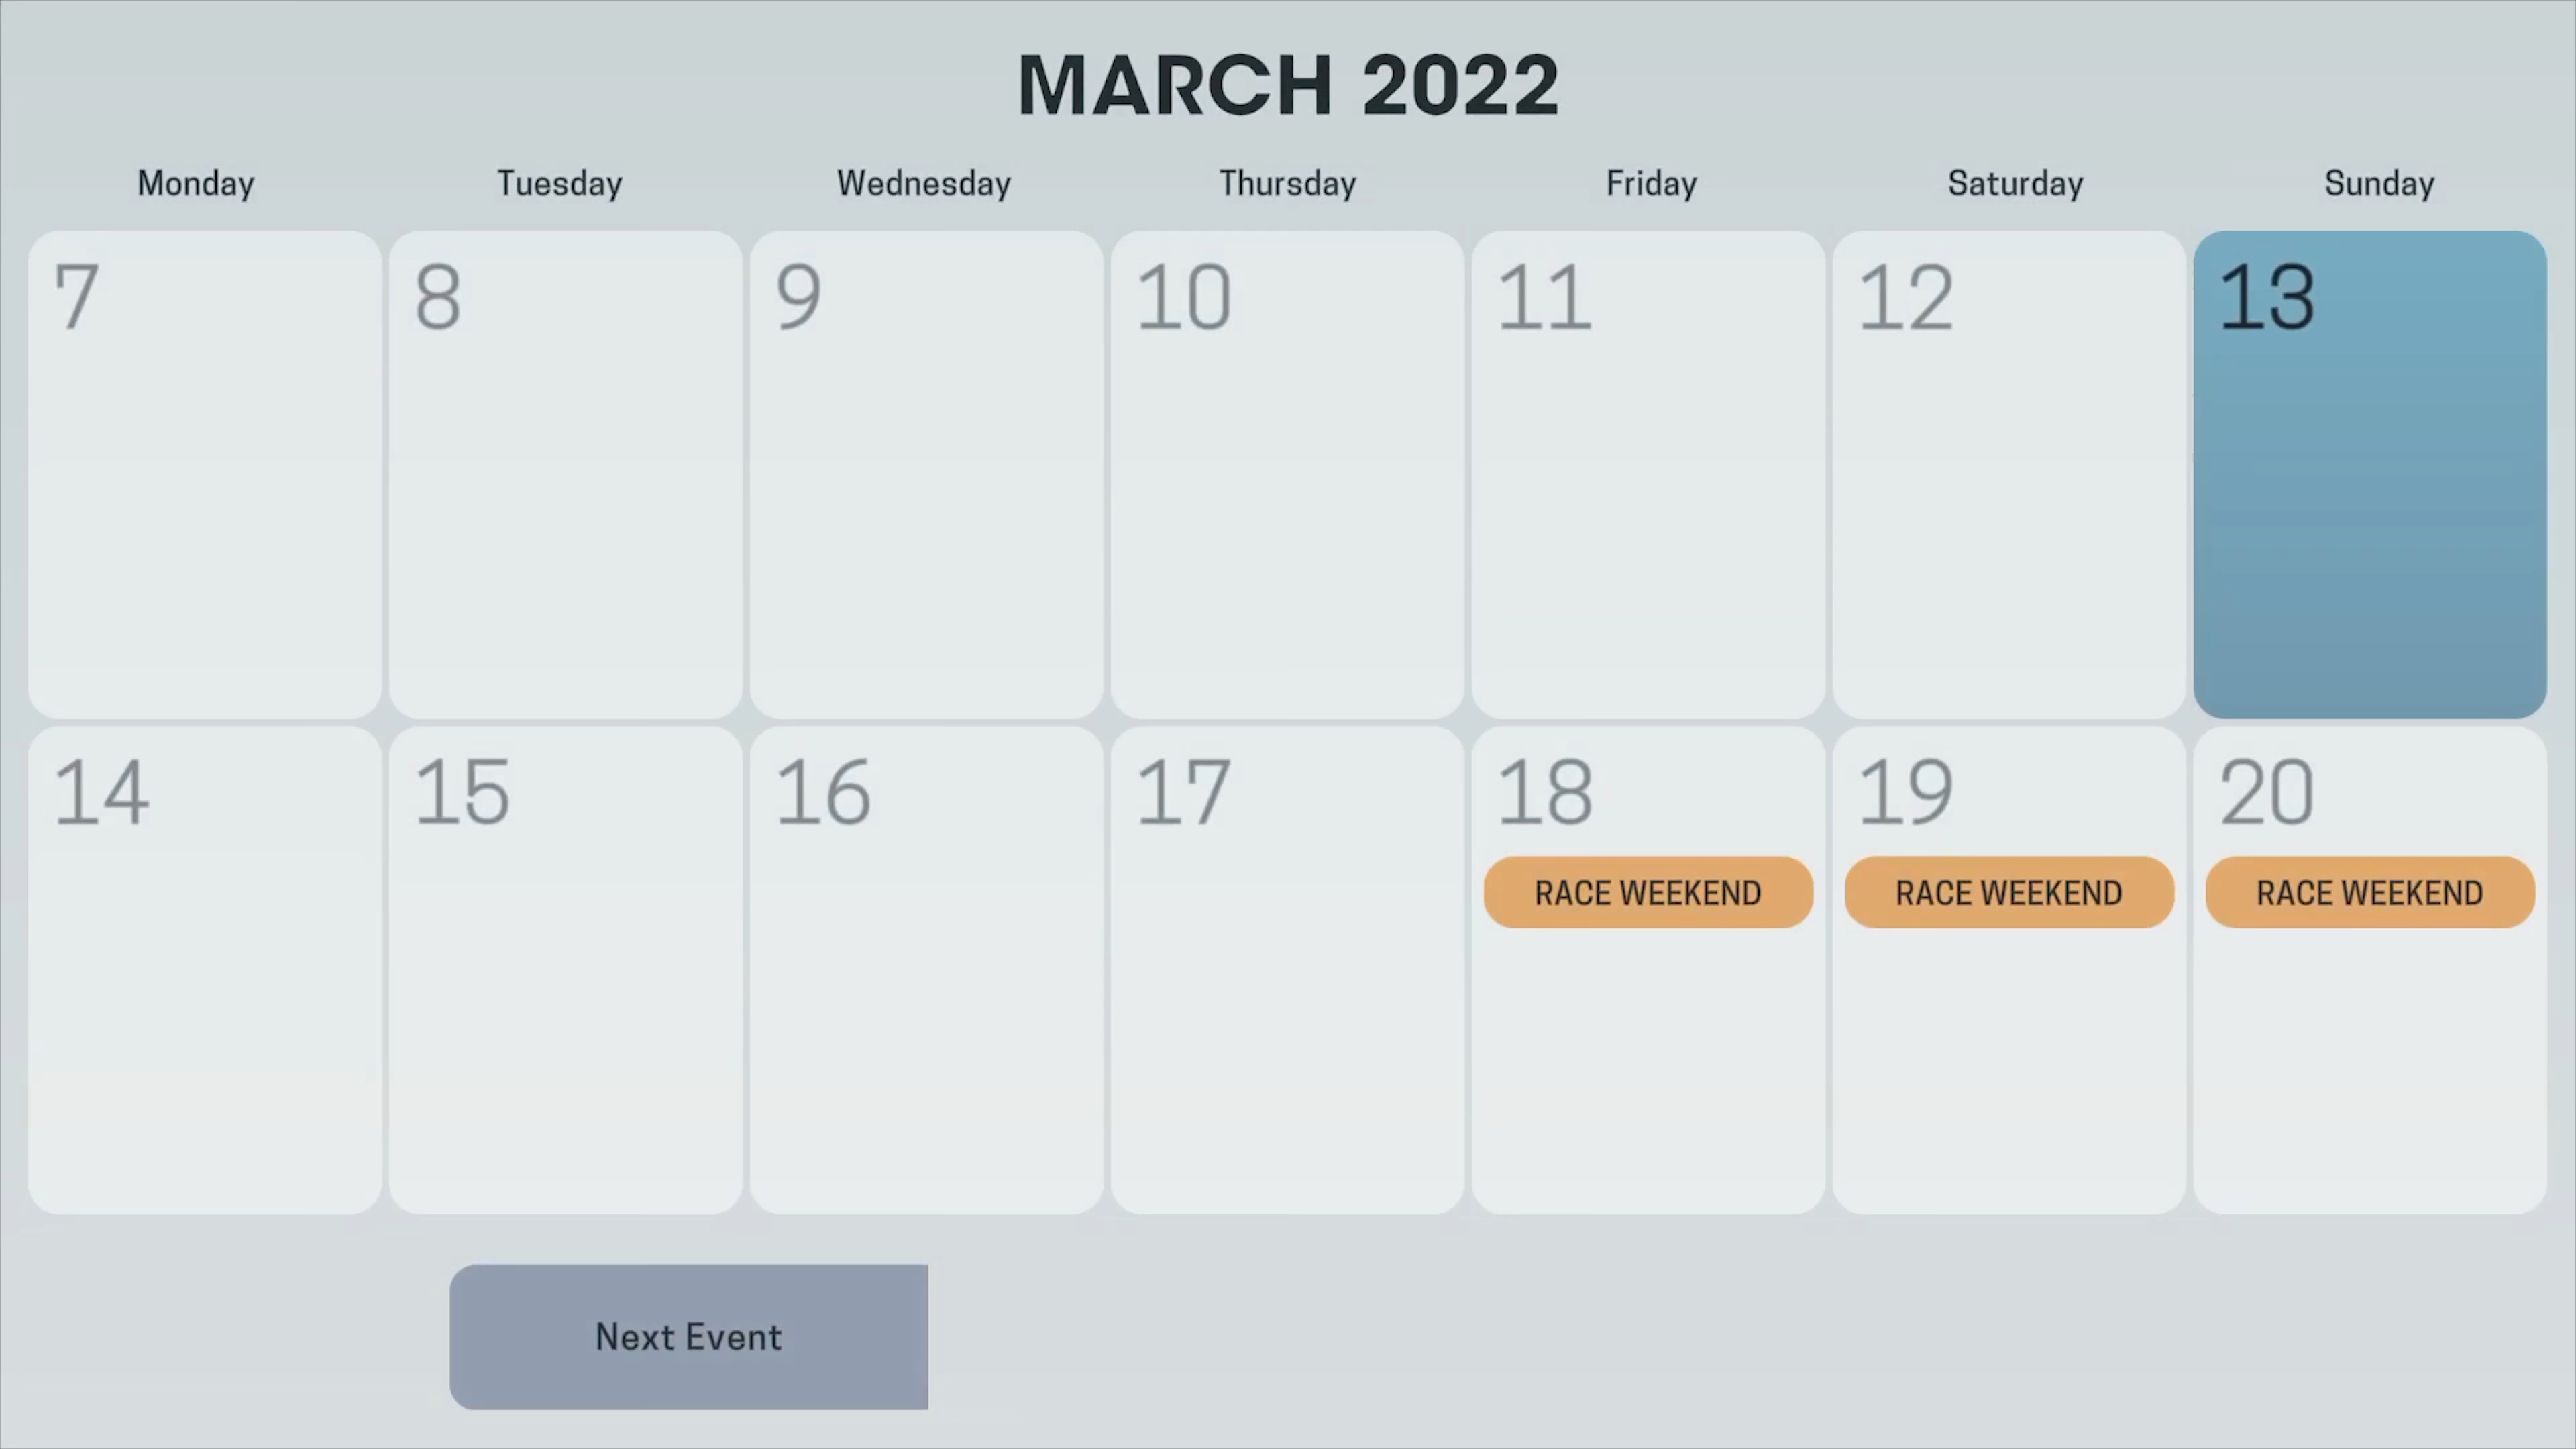 MARCH 2022
Monday Tuesday Wednesday Thursday Friday Saturday Sunday
7 8 9 10 11 12 13
14 15 16 17 18 19 20
RACE WEEKEND RACE WEEKEND RACE WEEKEND
Next Event